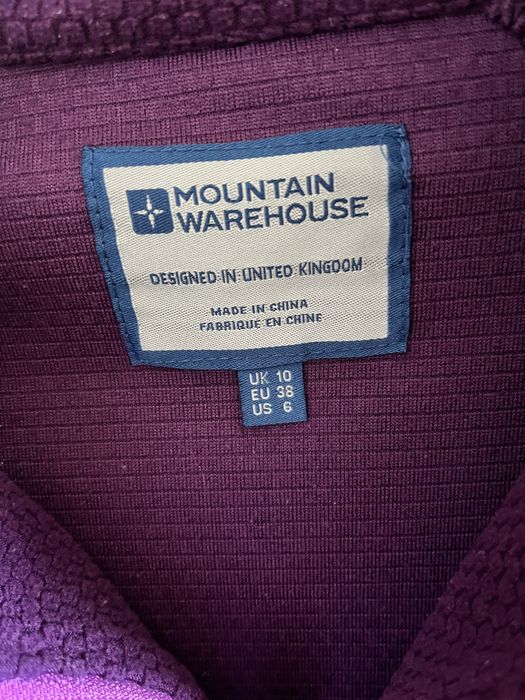 MOUNTAIN
WAREHOUSE
DESIGNED IN UNITED KINGDOM
MADE IN CHINA
FABRIQUE EN CHINE
UK 10
EU 38
US 6